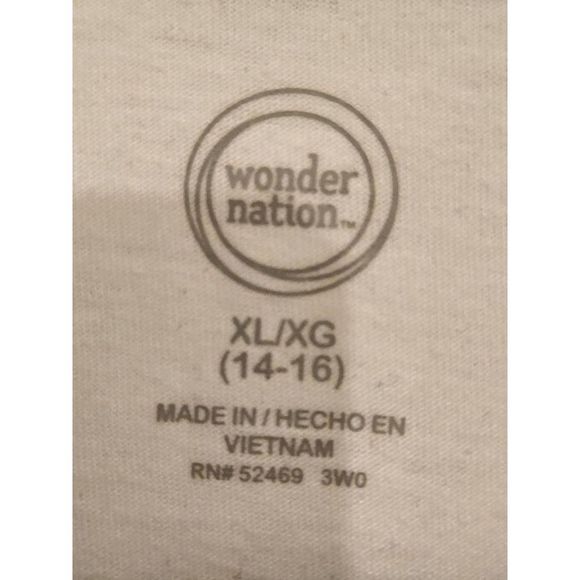 wonder
nation™
XL/XG
(14-16)
MADE IN / HECHO EN
VIETNAM
RN# 52469 3W0